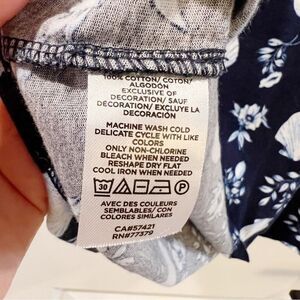 100% COTTON/ COTON/
ALGODON
EXCLUSIVE OF
DECORATION/ SAUF
DÉCORATION/ EXCLUYE LA
DECORACIÓN
MACHINE WASH COLD
DELICATE CYCLE WITH LIKE
COLORS
ONLY NON-CHLORINE
BLEACH WHEN NEEDED
RESHAPE DRY FLAT
COOL IRON WHEN NEEDED
30 P
AVEC DES COULEURS
SEMBLABLES/ CON
COLORES SIMILARES
CA#57421
RN#77379